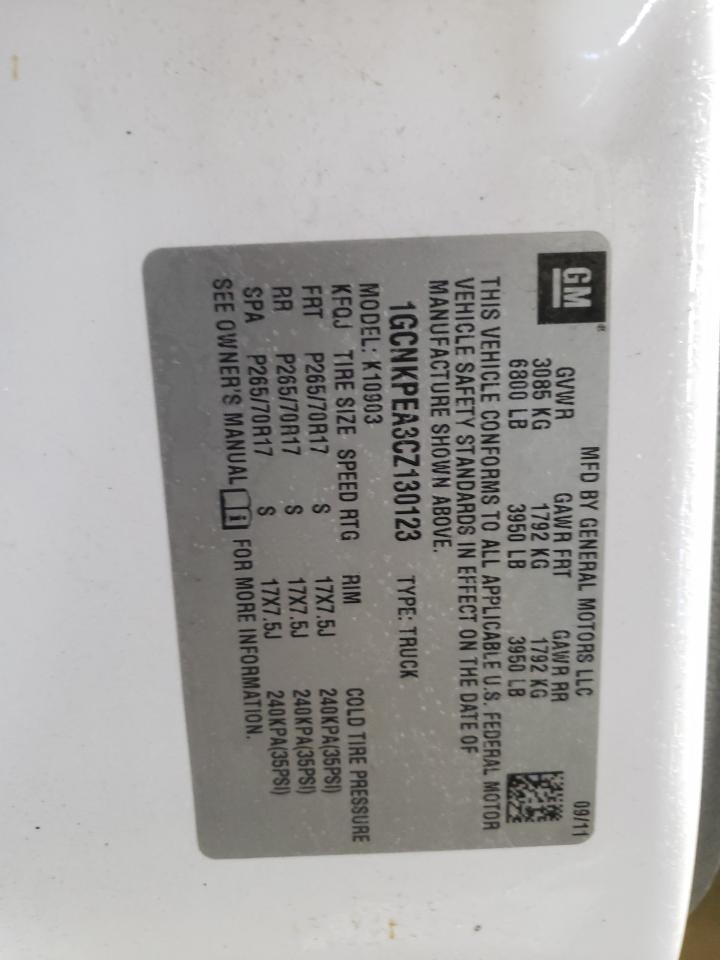 GM®
MFD BY GENERAL MOTORS LLC 09/11
GVWR GAWR FRT GAWR RR
3085 KG 1792 KG 1792 KG
6800 LB 3950 LB 3950 LB
THIS VEHICLE CONFORMS TO ALL APPLICABLE U.S. FEDERAL MOTOR
VEHICLE SAFETY STANDARDS IN EFFECT ON THE DATE OF
MANUFACTURE SHOWN ABOVE.
1GCNKPEA3CZ130123 TYPE: TRUCK
MODEL: K10903
KFQJ TIRE SIZE SPEED RTG RIM COLD TIRE PRESSURE
FRT P265/70R17 S 17X7.5J 240KPA(35PSI)
RR P265/70R17 S 17X7.5J 240KPA(35PSI)
SPA P265/70R17 S 17X7.5J 240KPA(35PSI)
SEE OWNER'S MANUAL i FOR MORE INFORMATION.